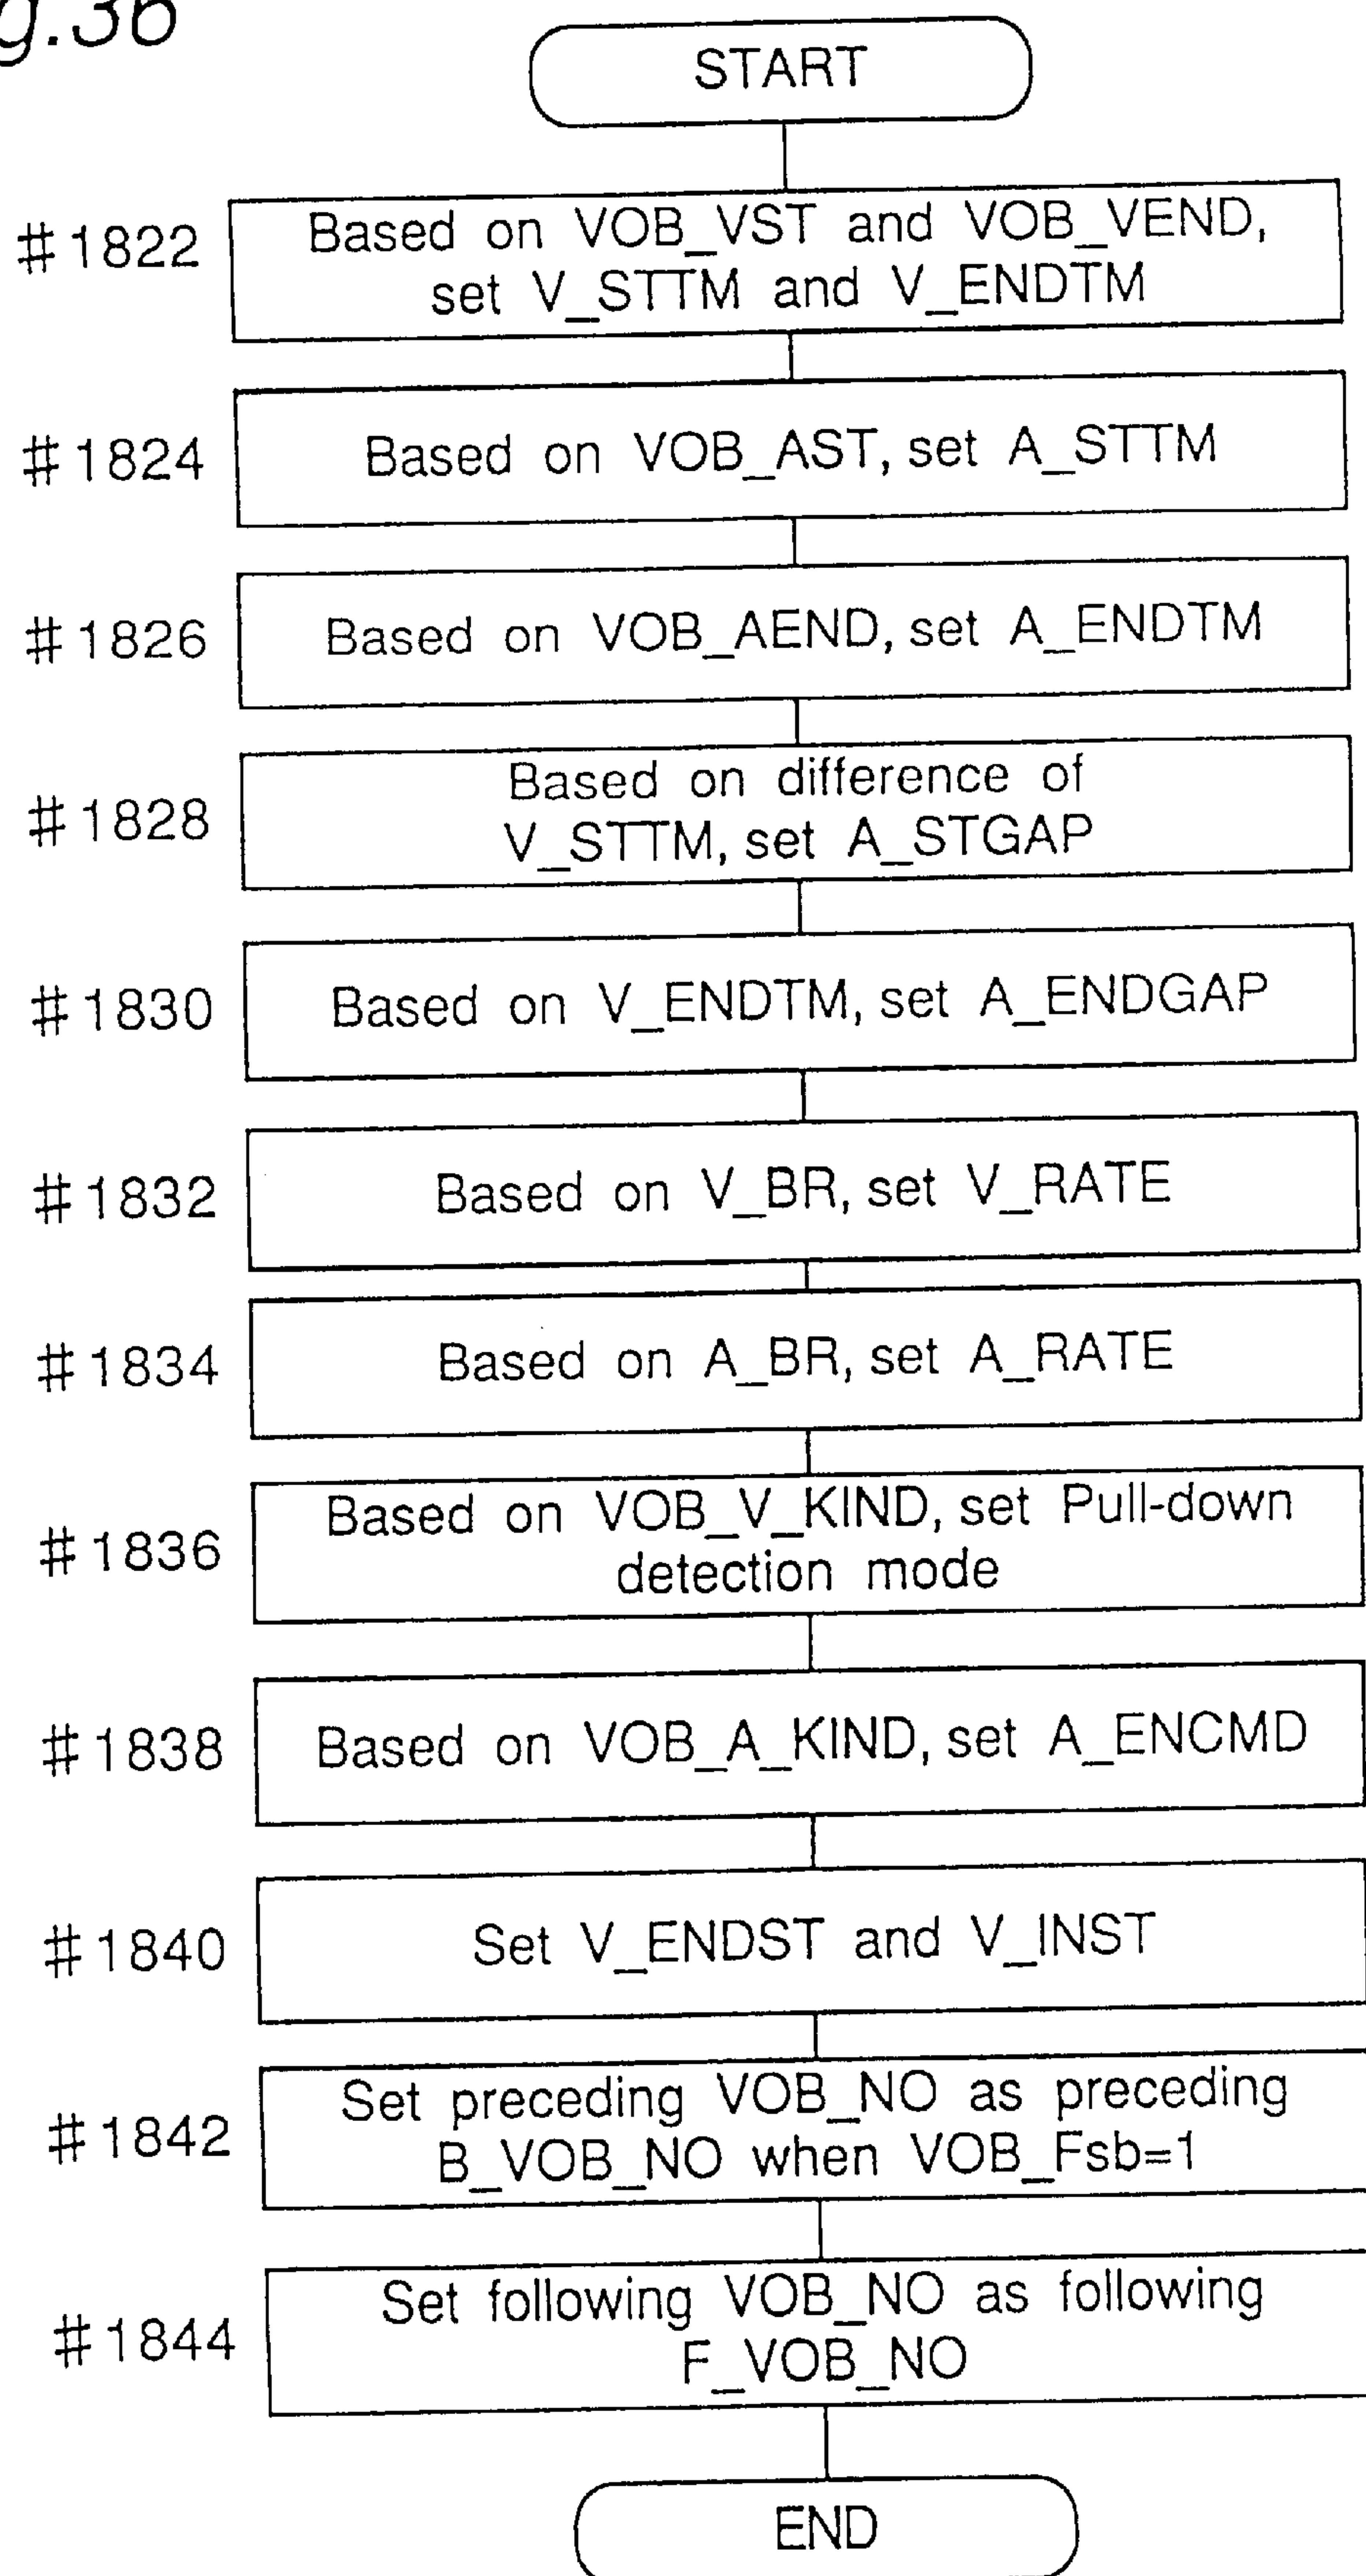 g.36
START
#1822
Based on VOB_VST and VOB_VEND,
set V_STTM and V_ENDTM
#1824
Based on VOB_AST, set A_STTM
#1826
Based on VOB_AEND, set A_ENDTM
#1828
Based on difference of
V_STTM, set A_STGAP
#1830
Based on V_ENDTM, set A_ENDGAP
#1832
Based on V_BR, set V_RATE
#1834
Based on A_BR, set A_RATE
#1836
Based on VOB_V_KIND, set Pull-down
detection mode
#1838
Based on VOB_A_KIND, set A_ENCMD
#1840
Set V_ENDST and V_INST
#1842
Set preceding VOB_NO as preceding
B_VOB_NO when VOB_Fsb=1
#1844
Set following VOB_NO as following
F_VOB_NO
END